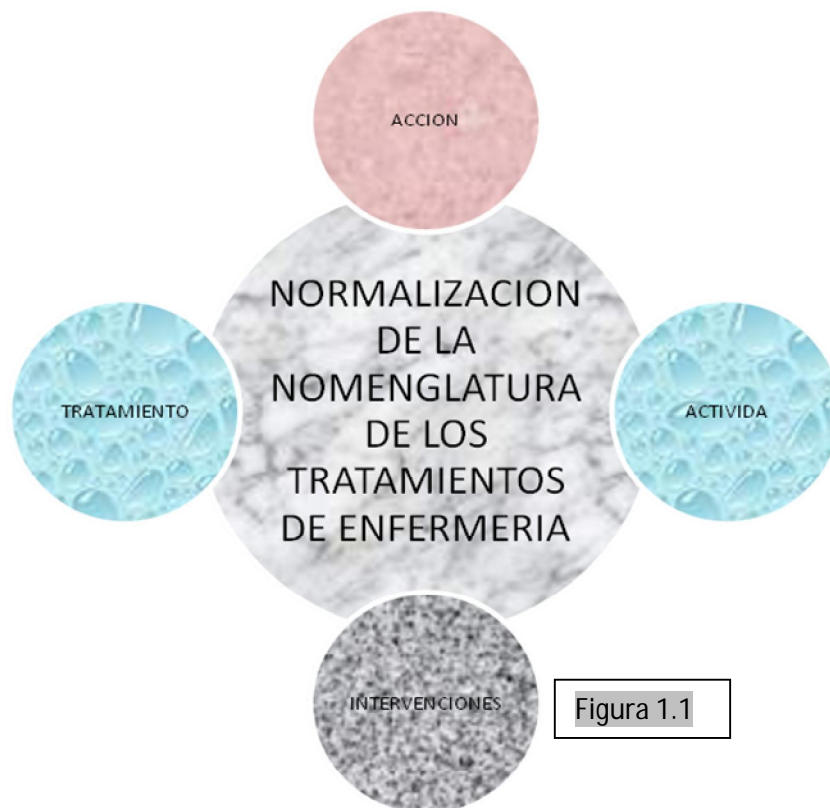 ACCION
NORMALIZACION
DE LA
NOMENGLATURA
DE LOS
TRATAMIENTOS
DE ENFERMERIA
TRATAMIENTO
ACTIVIDA
INTERVENCIONES
Figura 1.1